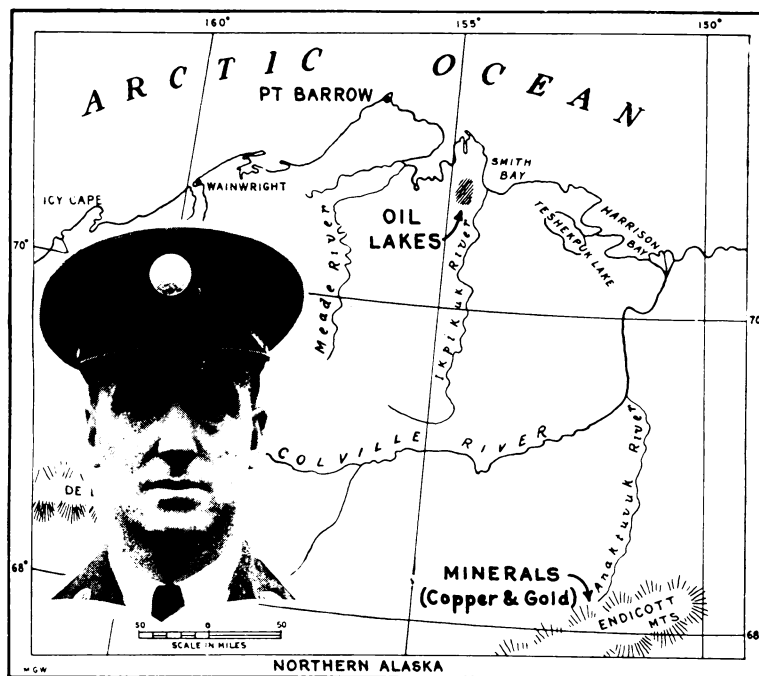 160°
155°
150°
ARCTIC OCEAN
PT BARROW
SMITH
BAY
WAINWRIGHT
ICY CAPE
OIL
LAKES
HARRISON
BAY
TESHEKPUK LAKE
70°
70
Meade River
Ikpikuk River
COLVILLE RIVER
Anaktuvuk River
DE L
68°
MINERALS
(Copper & Gold)
ENDICOTT
MTS
68
50 0 50
SCALE IN MILES
MGW
NORTHERN ALASKA